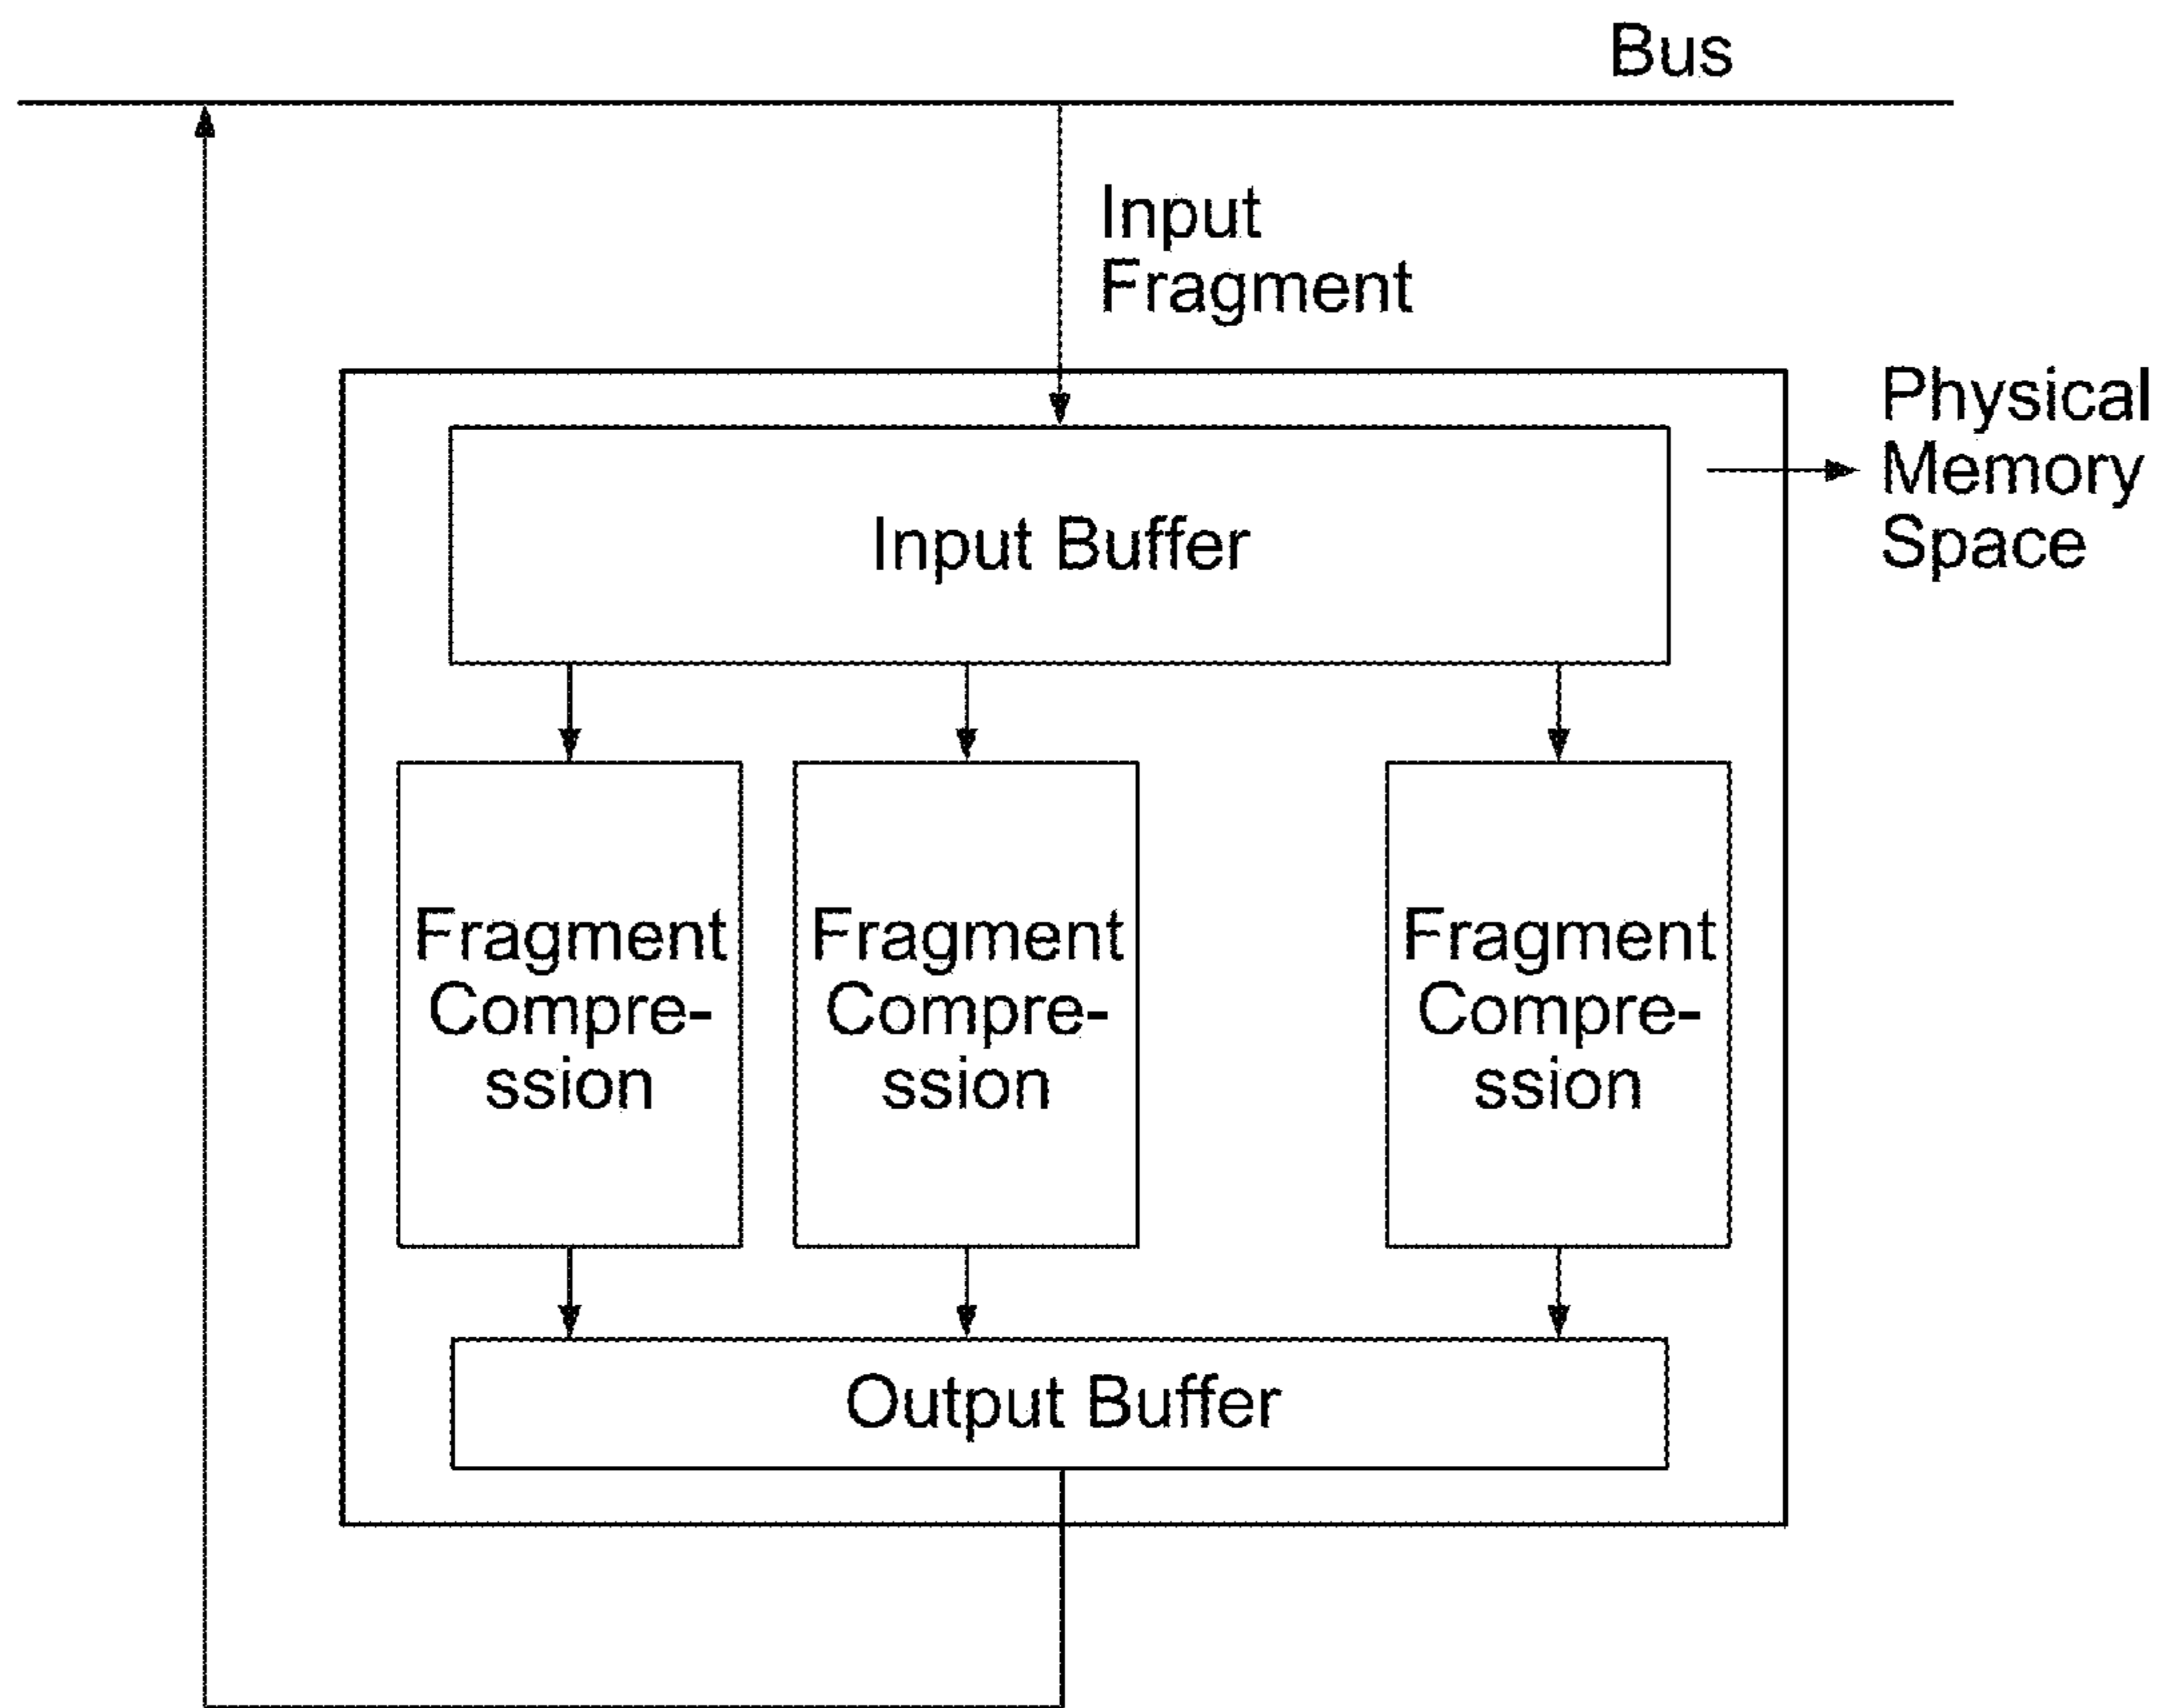 Bus
Input
Fragment
Physical
Memory
Space
Input Buffer
Fragment
Compre-
ssion
Fragment
Compre-
ssion
Fragment
Compre-
ssion
Output Buffer